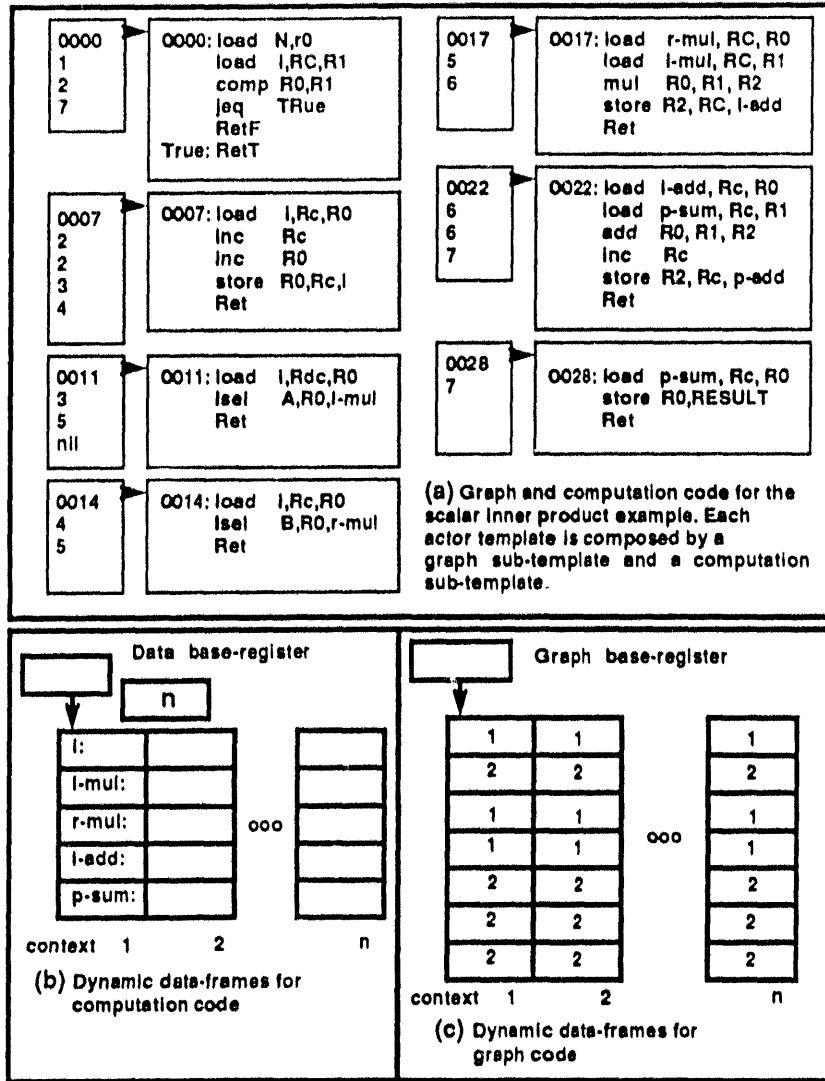 0000
1
2
7
0000: load N,r0
load I,RC,R1
comp R0,R1
jeq TRue
RetF
True: RetT
0007
2
2
3
4
0007: load I,Rc,R0
Inc Rc
Inc R0
store R0,Rc,I
Ret
0011
3
5
nil
0011: load I,Rdc,R0
Isel A,R0,I-mul
Ret
0014
4
5
0014: load I,Rc,R0
Isel B,R0,r-mul
Ret
0017
5
6
0017: load r-mul, RC, R0
load I-mul, RC, R1
mul R0, R1, R2
store R2, RC, I-add
Ret
0022
6
6
7
0022: load I-add, Rc, R0
load p-sum, Rc, R1
add R0, R1, R2
Inc Rc
store R2, Rc, p-add
Ret
0028
7
0028: load p-sum, Rc, R0
store R0,RESULT
Ret
(a) Graph and computation code for the
scalar Inner product example. Each
actor template is composed by a
graph sub-template and a computation
sub-template.
Data base-register
n
I:
I-mul:
r-mul:
I-add:
p-sum:
ooo
context 1 2 n
(b) Dynamic data-frames for
computation code
Graph base-register
1 1 1
2 2 2
1 1 1
1 1 1
2 2 2
2 2 2
2 2 2
ooo
context 1 2 n
(c) Dynamic data-frames for
graph code